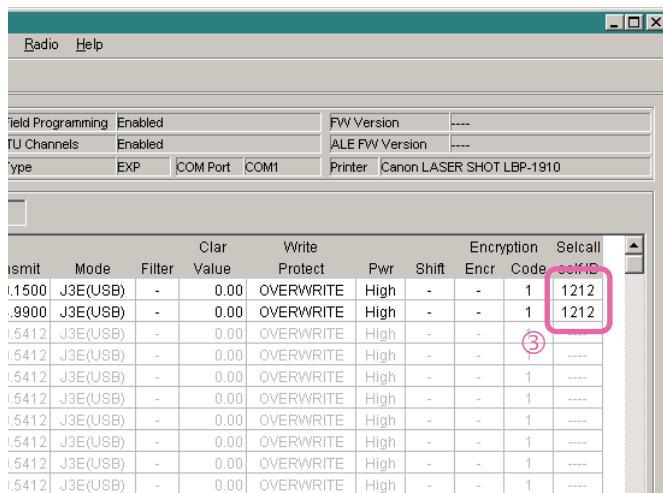 Radio Help
Field Programming Enabled FW Version ----
TU Channels Enabled ALE FW Version ----
Type EXP COM Port COM1 Printer Canon LASER SHOT LBP-1910
Clar Write Encryption Selcall
nsmit Mode Filter Value Protect Pwr Shift Encr Code self ID
.1500 J3E(USB) - 0.00 OVERWRITE High - - 1 1212
.9900 J3E(USB) - 0.00 OVERWRITE High - - 1 1212
.5412 J3E(USB) - 0.00 OVERWRITE High - - 1 ----
③
.5412 J3E(USB) - 0.00 OVERWRITE High - - 1 ----
.5412 J3E(USB) - 0.00 OVERWRITE High - - 1 ----
.5412 J3E(USB) - 0.00 OVERWRITE High - - 1 ----
.5412 J3E(USB) - 0.00 OVERWRITE High - - 1 ----
.5412 J3E(USB) - 0.00 OVERWRITE High - - 1 ----
.5412 J3E(USB) - 0.00 OVERWRITE High - - 1 ----
.5412 J3E(USB) - 0.00 OVERWRITE High - - 1 ----